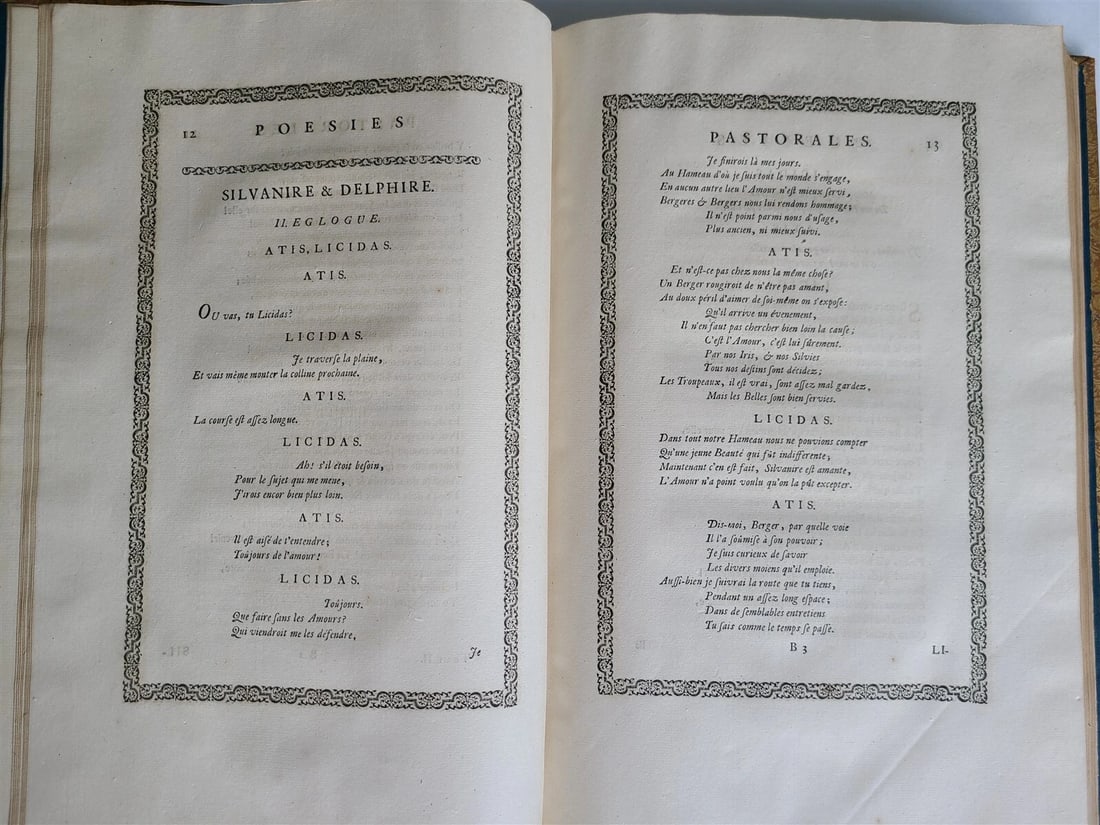 12 POESIES
SILVANIRE & DELPHIRE.
II. EGLOGUE.
ATIS, LICIDAS.
ATIS.
OU vas, tu Licidas?
LICIDAS.
Je traverse la plaine,
Et vais même monter la colline prochaine.
ATIS.
La course est assez longue.
LICIDAS.
Ah! s'il étoit besoin,
Pour le sujet qui me mene,
J'irois encor bien plus loin.
ATIS.
Il est aisé de t'entendre;
Toûjours de l'amour!
LICIDAS.
Toûjours.
Que faire sans les Amours?
Qui viendroit me les défendre,
Je
PASTORALES. 13
Je finirois là mes jours.
Au Hameau d'où je suis tout le monde s'engage,
En aucun autre lieu l'Amour n'est mieux servi,
Bergeres & Bergers nous lui rendons hommage;
Il n'est point parmi nous d'usage,
Plus ancien, ni mieux suivi.
ATIS.
Et n'est-ce pas chez nous la même chose?
Un Berger rougiroit de n'être pas amant,
Au doux péril d'aimer de soi-même on s'expose:
Qu'il arrive un évenement,
Il n'en faut pas chercher bien loin la cause;
C'est l'Amour, c'est lui sûrement.
Par nos Iris, & nos Silvies
Tous nos destins sont décidez;
Les Troupeaux, il est vrai, sont assez mal gardez,
Mais les Belles sont bien servies.
LICIDAS.
Dans tout notre Hameau nous ne pouvions compter
Qu'une jeune Beauté qui fût indifferente;
Maintenant c'en est fait, Silvanire est amante,
L'Amour n'a point voulu qu'on la pût excepter.
ATIS.
Dis-moi, Berger, par quelle voie
Il l'a soûmise à son pouvoir;
Je suis curieux de savoir
Les divers moiens qu'il emploie.
Aussi-bien je suivrai la route que tu tiens,
Pendant un assez long espace;
Dans de semblables entretiens
Tu sais comme le temps se passe.
B 3 LI-